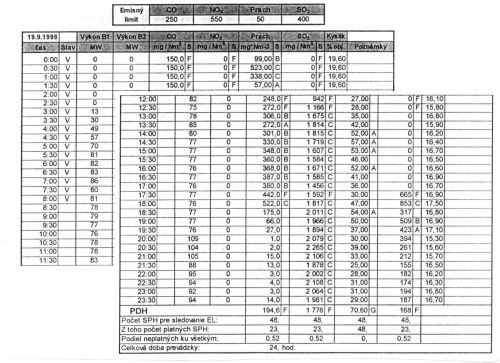 Emisný limit CO NO₂ Prach SO₂
250 550 50 400
19.9.1998 Výkon B1 Výkon B2 CO NO₂ Prach SO₂ Kyslík
čas Stav MW MW mg / Nm³ S mg / Nm³ S mg / Nm3 S mg / Nm³ S % obj. Poznámky
0:00 V 0 0 150,0 F F 99,00 B F 19,60
0:30 V 0 0 150,0 F F 523,00 C F 19,60
1:00 V 0 0 150,0 F F 338,00 C F 19,60
1:30 V 0 0 150,0 F F 57,00 A F 19,60
2:00 V 0
2:30 V 0
3:00 V 13
3:30 V 30
4:00 V 49
4:30 V 57
5:00 V 70
5:30 V 81
6:00 V 82
6:30 V 83
7:00 V 86
7:30 V 80
8:00 V 81
8:30 78
9:00 79
9:30 77
10:00 76
10:30 78
11:00 78
11:30 83
12:00 82 0 248,0 F 942 F 27,00 0 F 16,10
12:30 75 0 272,0 F 1 166 F 28,00 0 F 15,80
13:00 78 0 306,0 B 1 675 C 35,00 0 16,80
13:30 85 0 272,0 A 1 814 C 42,00 0 15,90
14:00 80 0 301,0 B 1 815 C 52,00 A 0 16,20
14:30 77 0 330,0 B 1 719 C 57,00 A 0 16,40
15:00 77 0 348,0 B 1 607 C 53,00 A 0 16,70
15:30 77 0 360,0 B 1 584 C 46,00 0 16,50
16:00 76 0 368,0 B 1 671 C 52,00 A 0 16,60
16:30 77 0 387,0 B 1 585 C 41,00 0 16,90
17:00 76 0 380,0 B 1 456 C 36,00 0 16,70
17:30 77 0 442,0 F 1 592 F 30,00 665 F 16,90
18:00 76 0 522,0 C 1 817 C 47,00 853 C 17,50
18:30 77 0 175,0 2 011 C 54,00 A 317 16,80
19:00 77 0 66,0 1 966 C 50,00 509 B 16,90
19:30 76 0 27,0 1 894 C 37,00 423 A 17,10
20:00 109 0 1,0 2 079 C 30,00 394 15,30
20:30 104 0 2,0 2 265 C 39,00 261 15,60
21:00 105 0 15,0 2 106 C 33,00 212 15,70
21:30 88 0 13,0 1 878 C 25,00 155 16,50
22:00 95 0 3,0 2 002 C 28,00 182 16,20
22:30 94 0 4,0 2 108 C 31,00 174 16,30
23:00 92 0 3,0 2 064 C 31,00 194 16,80
23:30 94 0 14,0 1 981 C 29,00 187 16,70
PDH 194,6 F 1 776 F 70,60 G 168 F
Počet SPH pre sledovanie EL: 48, 48, 48, 48,
Z toho počet platných SPH: 23, 23, 48, 23,
Podiel neplatných ku všetkým: 0,52 0,52 0, 0,52
Celková doba prevádzky: 24, hod.